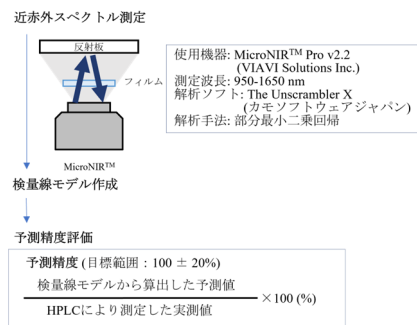 近赤外スペクトル測定
反射板
フィルム
MicroNIR™
使用機器: MicroNIR™ Pro v2.2
(VIAVI Solutions Inc.)
測定波長: 950-1650 nm
解析ソフト: The Unscrambler X
(カモソフトウェアジャパン)
解析手法: 部分最小二乗回帰
検量線モデル作成
予測精度評価
予測精度 (目標範囲：100 ± 20%)
検量線モデルから算出した予測値
HPLCにより測定した実測値
×100 (%)